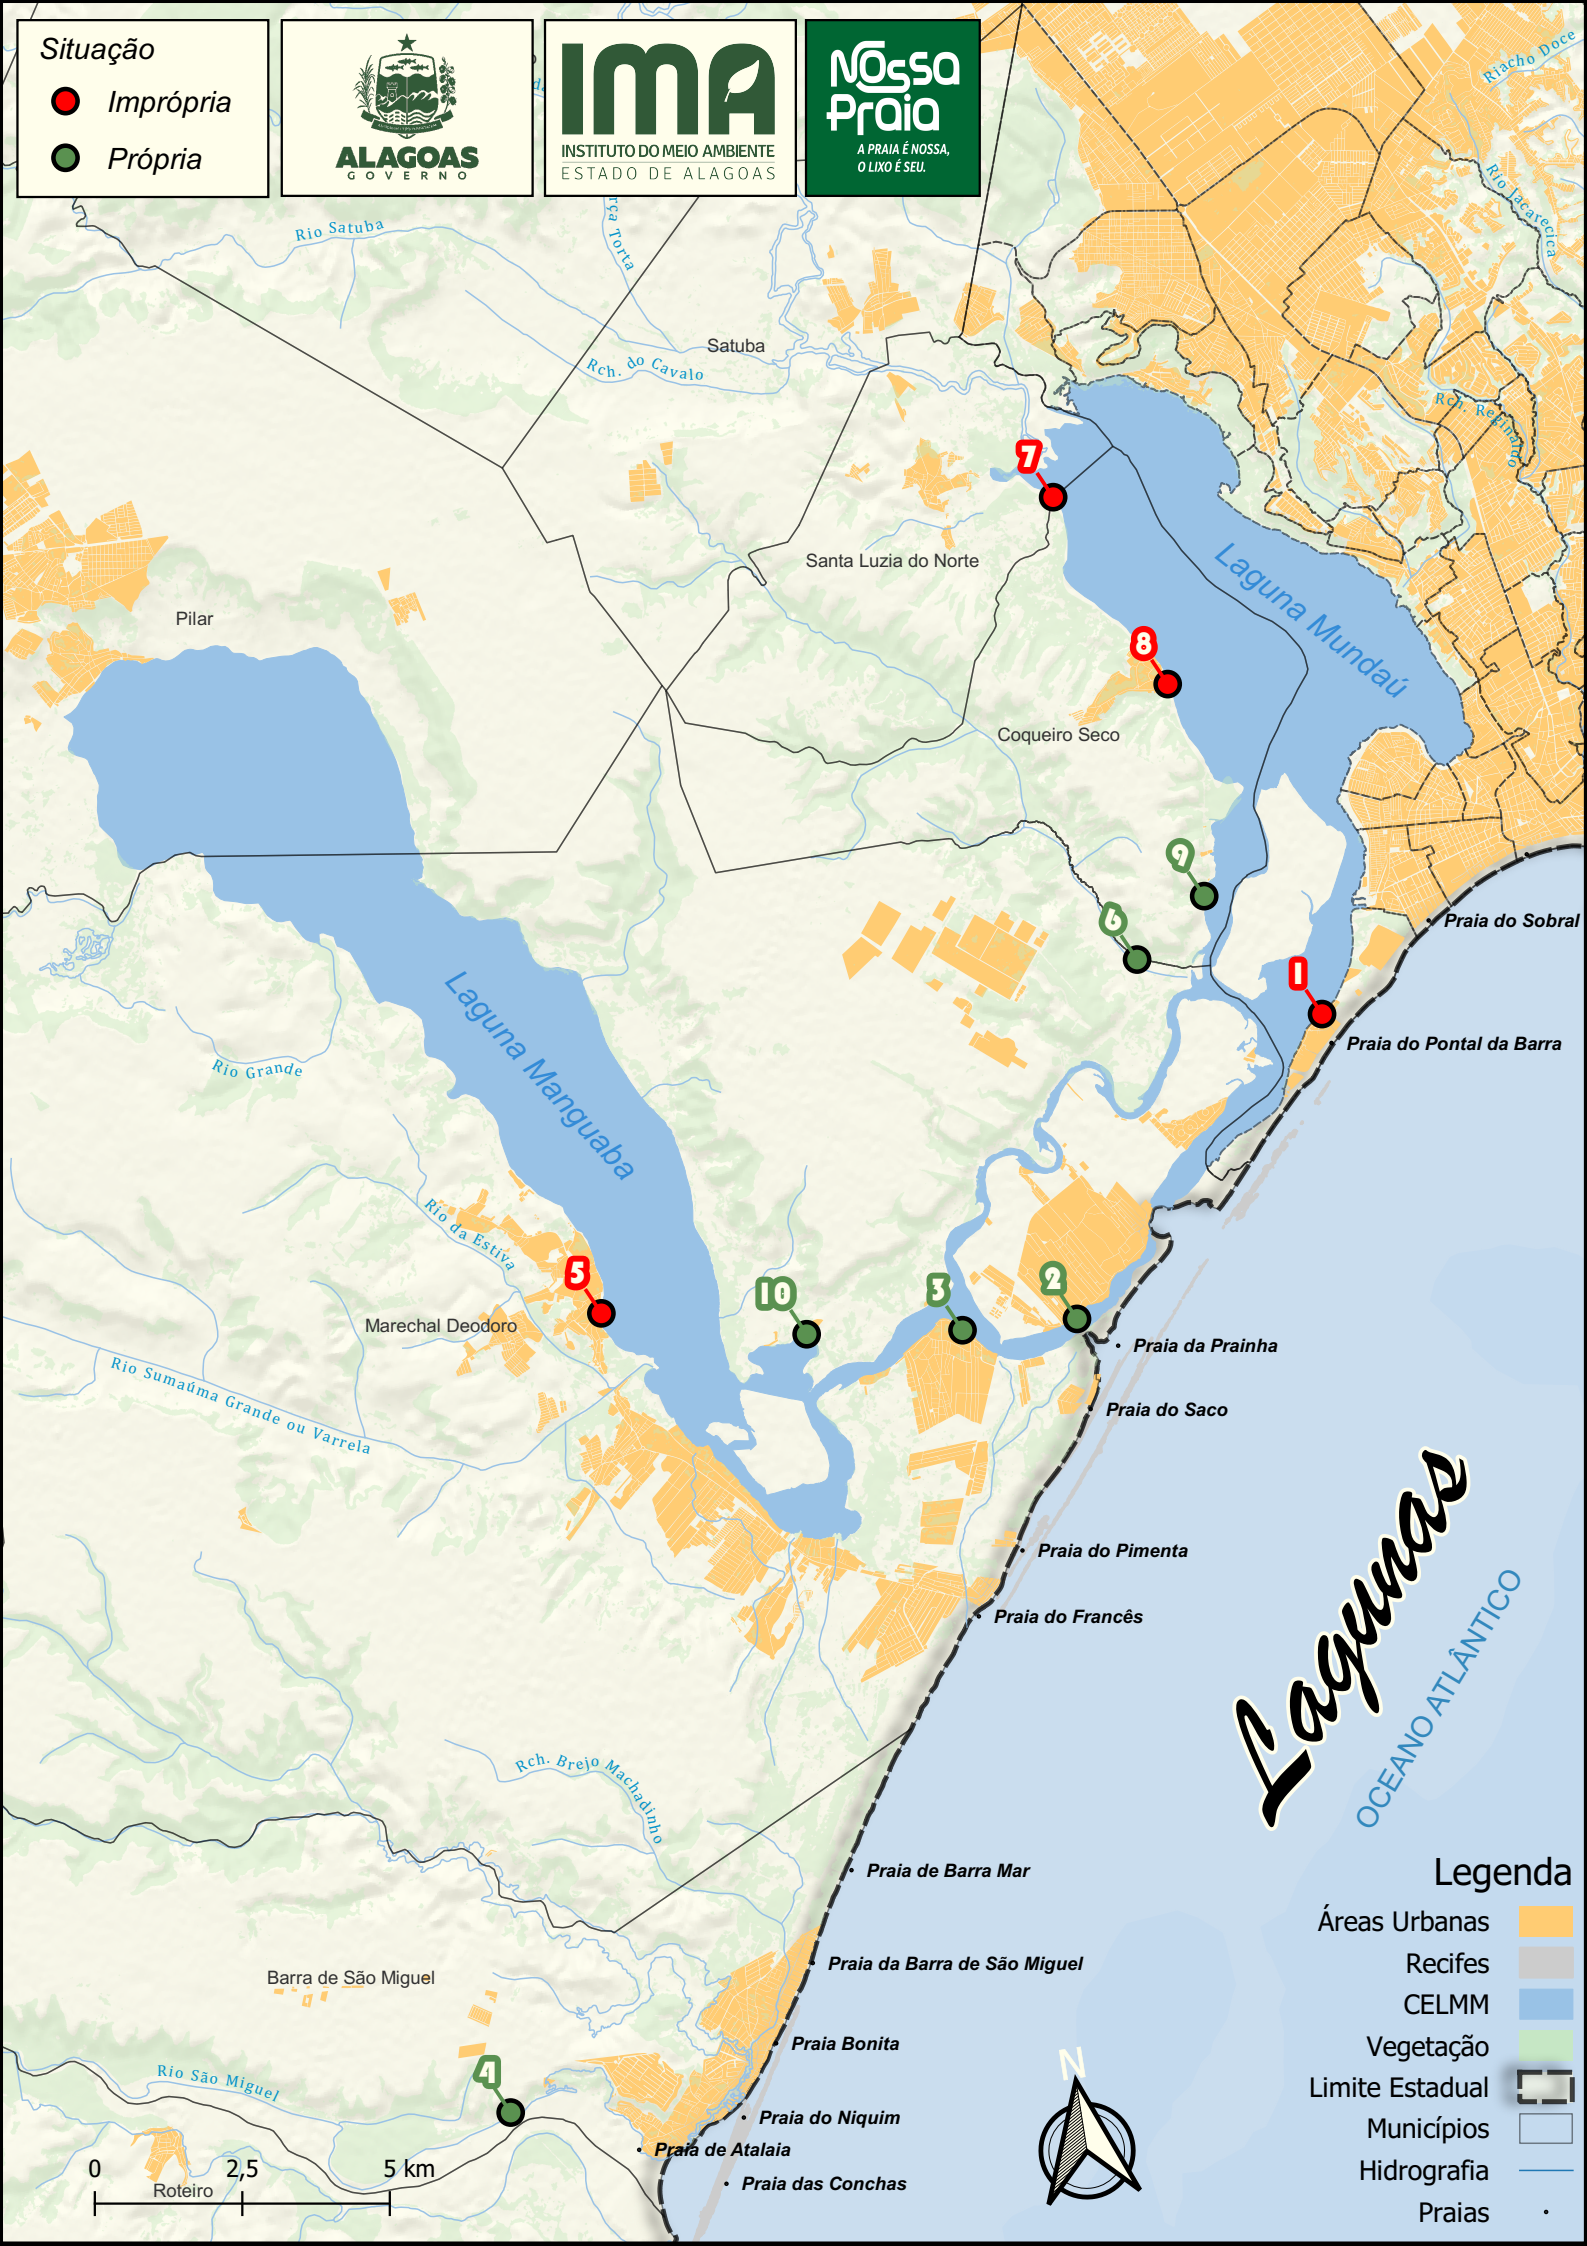 Situação
Imprópria
Própria
ALAGOAS
GOVERNO
IMA
INSTITUTO DO MEIO AMBIENTE
ESTADO DE ALAGOAS
Nossa
Praia
A PRAIA É NOSSA,
O LIXO É SEU.
Riacho Doce
Rio Jacarecica
Rio Satuba
rça Torta
Satuba
Rch. do Cavalo
Rch. Reginaldo
7
Santa Luzia do Norte
Laguna Mundaú
Pilar
8
Coqueiro Seco
9
6
Praia do Sobral
1
Praia do Pontal da Barra
Laguna Manguaba
Rio Grande
Rio da Estiva
5
10
3
2
Marechal Deodoro
Praia da Prainha
Rio Sumaúma Grande ou Varrela
Praia do Saco
Praia do Pimenta
Praia do Francês
Lagunas
OCEANO ATLÂNTICO
Rch. Brejo Machadinho
Praia de Barra Mar
Praia da Barra de São Miguel
Barra de São Miguel
Praia Bonita
Rio São Miguel
4
Praia do Niquim
Praia de Atalaia
Praia das Conchas
Roteiro
0 2,5 5 km
N
Legenda
Áreas Urbanas
Recifes
CELMM
Vegetação
Limite Estadual
Municípios
Hidrografia
Praias